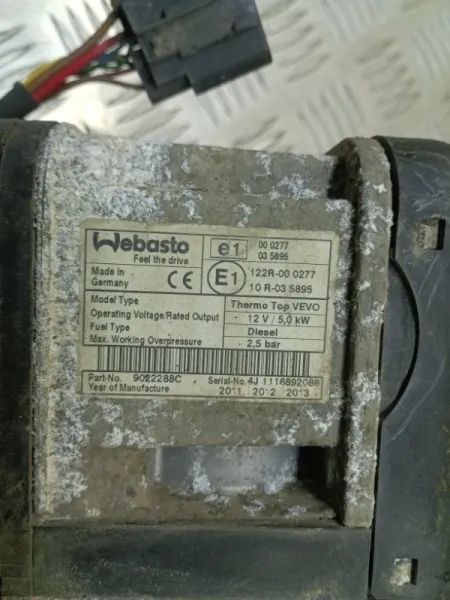 Webasto
Feel the drive
e1 00 0277
03 5895
Made in
Germany
CE
E1
122R-00 0277
10 R-03 5895
Model Type Thermo Top VEVO
Operating Voltage/Rated Output 12 V / 5,0 kW
Fuel Type Diesel
Max. Working Overpressure 2,5 bar
Part-No. 9022288C Serial-No. 4J 1116892086
Year of Manufacture 2011 2012 2013